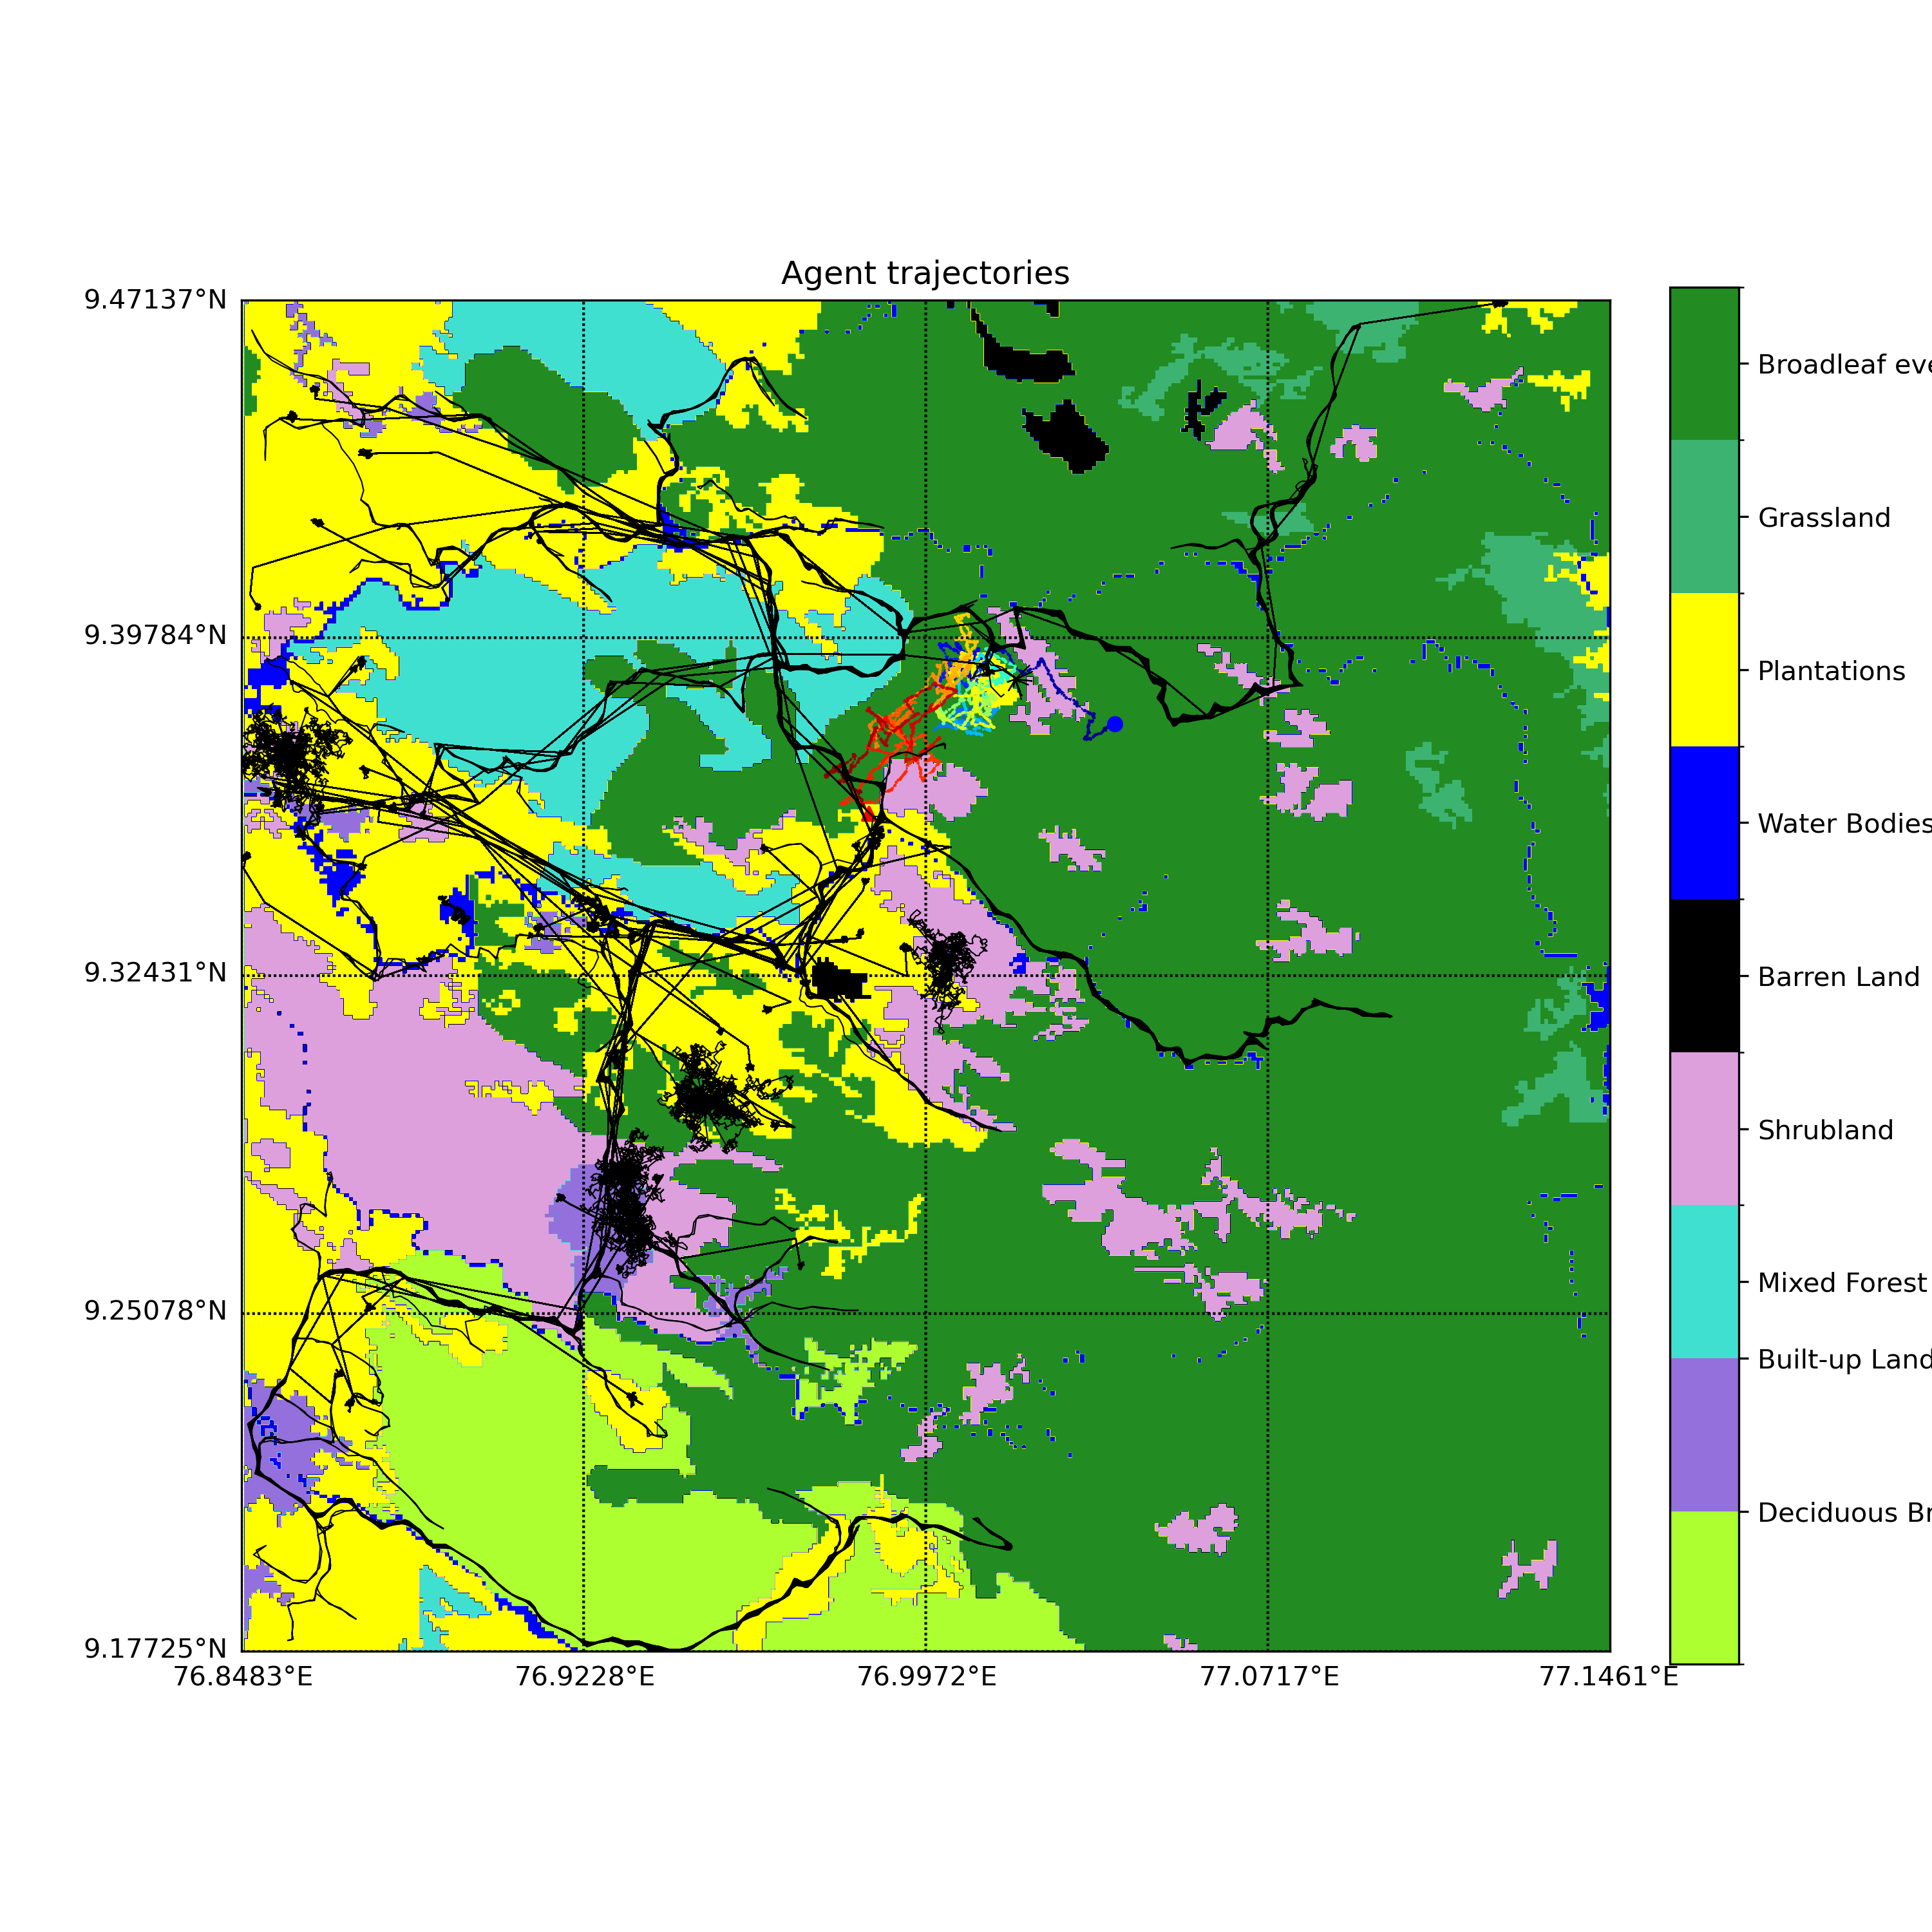 Agent trajectories
9.47137°N
9.39784°N
9.32431°N
9.25078°N
9.17725°N
76.8483°E
76.9228°E
76.9972°E
77.0717°E
77.1461°E
Broadleaf eve
Grassland
Plantations
Water Bodies
Barren Land
Shrubland
Mixed Forest
Built-up Land
Deciduous Br